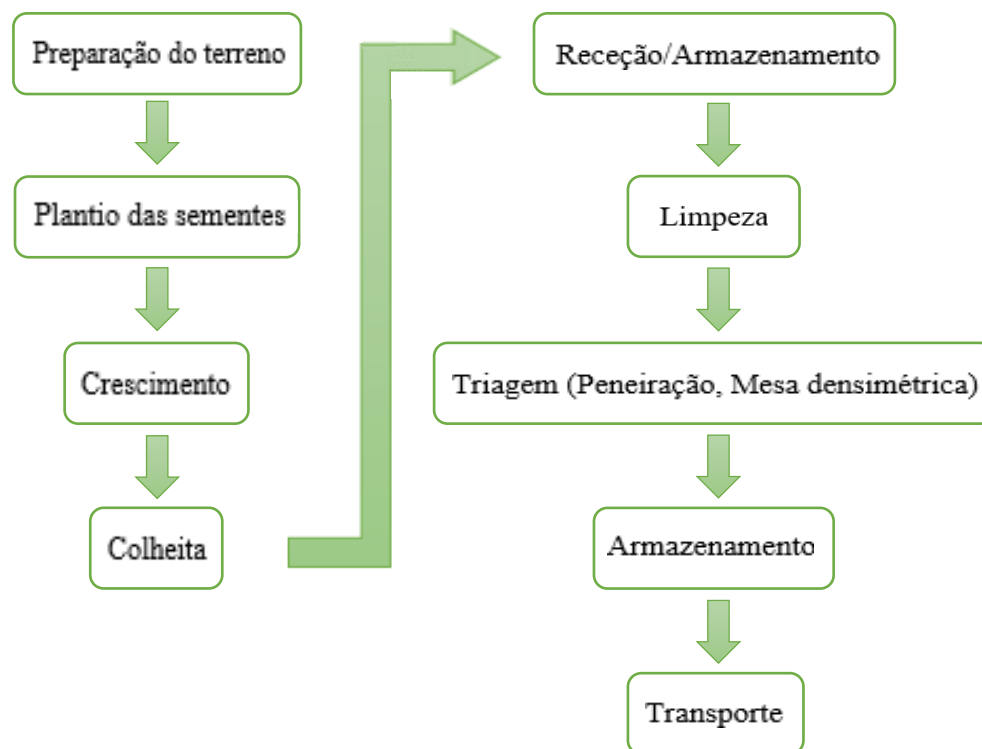 Preparação do terreno
Plantio das sementes
Crescimento
Colheita
Receção/Armazenamento
Limpeza
Triagem (Peneiração, Mesa densimétrica)
Armazenamento
Transporte